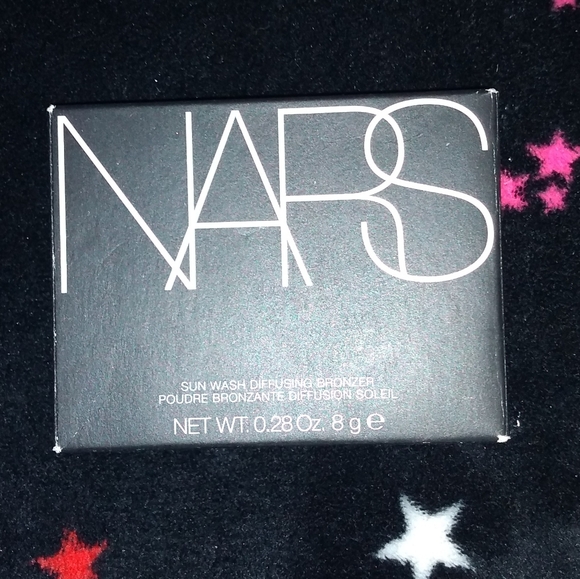 NARS
SUN WASH DIFFUSING BRONZER
POUDRE BRONZANTE DIFFUSION SOLEIL
NET WT. 0.28 Oz. 8 g ℮